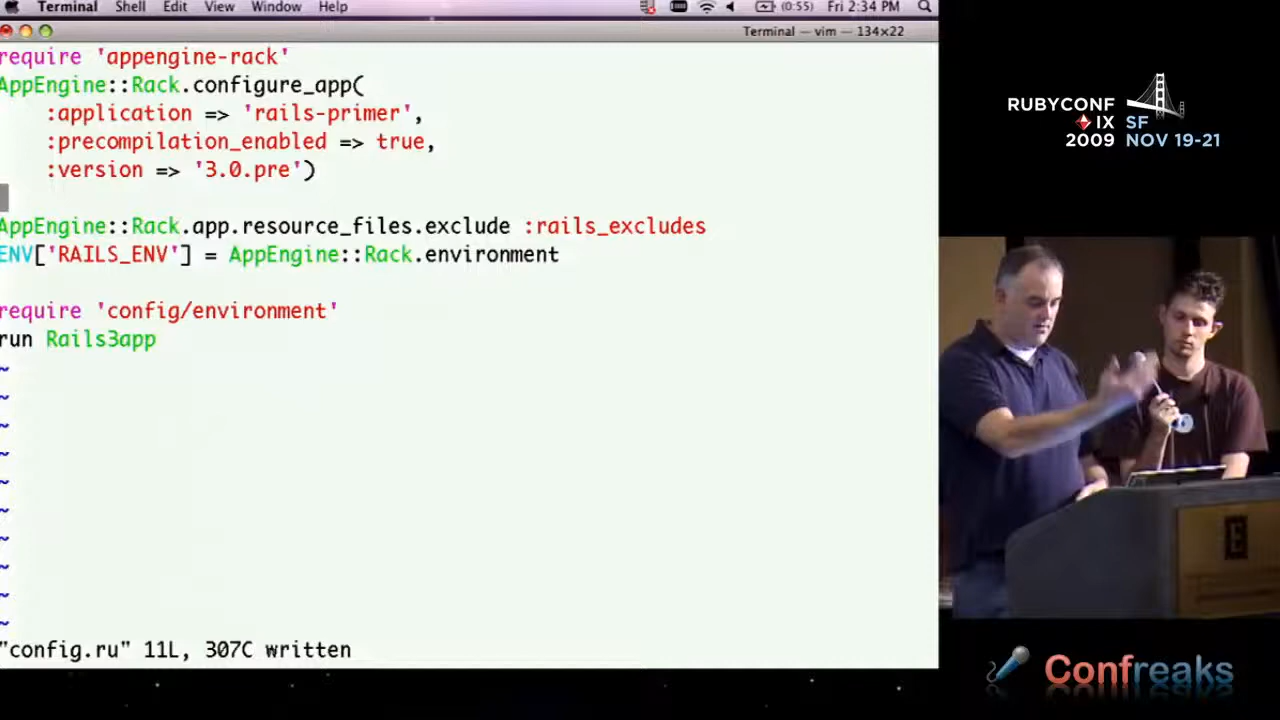 Terminal Shell Edit View Window Help (0:55) Fri 2:34 PM
Terminal — vim — 134×22
require 'appengine-rack'
AppEngine::Rack.configure_app(
:application => 'rails-primer',
:precompilation_enabled => true,
:version => '3.0.pre')
AppEngine::Rack.app.resource_files.exclude :rails_excludes
ENV['RAILS_ENV'] = AppEngine::Rack.environment
require 'config/environment'
run Rails3app
~
~
~
~
~
~
~
~
~
~
"config.ru" 11L, 307C written
RUBYCONF
IX SF
2009 NOV 19-21
E
Confreaks